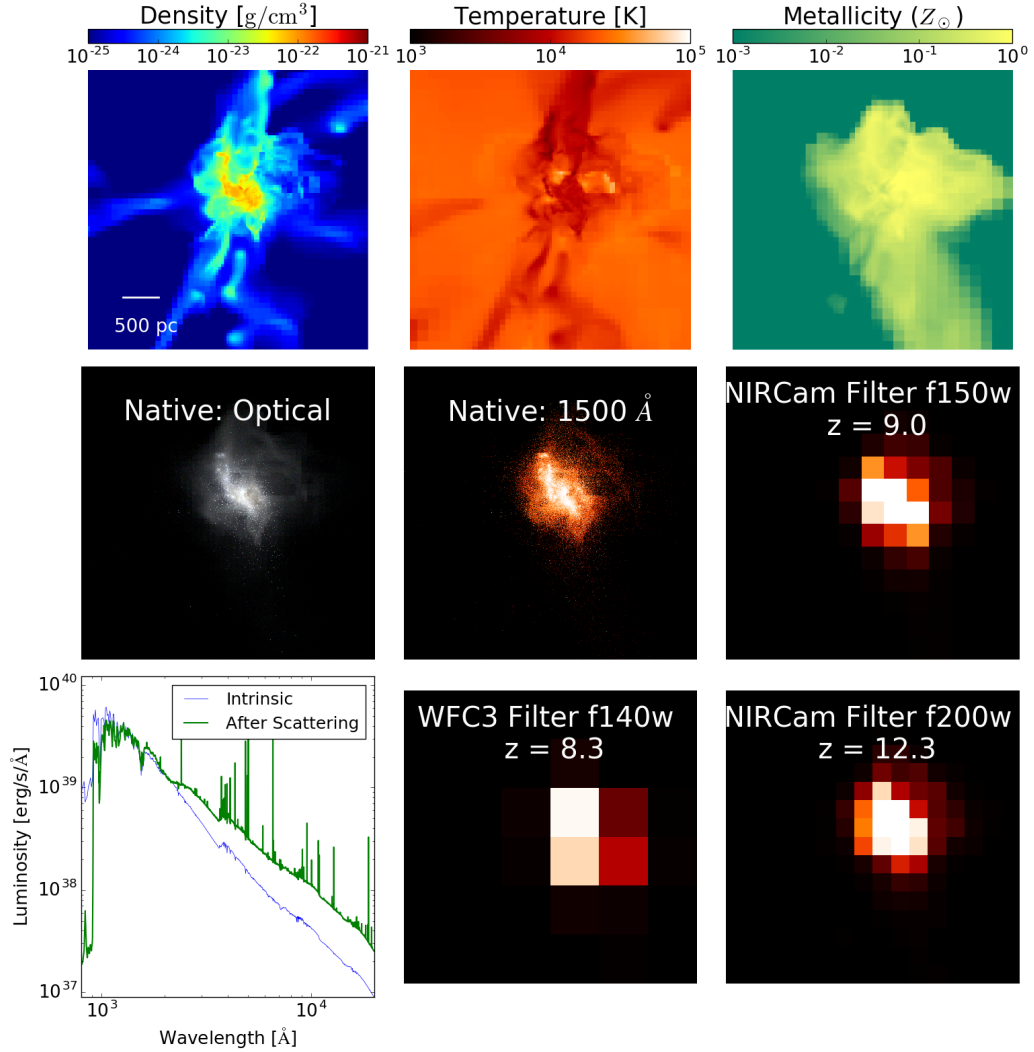 Density [g/cm³]
Temperature [K]
Metallicity (Z⊙)
10⁻²⁵ 10⁻²⁴ 10⁻²³ 10⁻²² 10⁻²¹
10³ 10⁴ 10⁵
10⁻³ 10⁻² 10⁻¹ 10⁰
500 pc
Native: Optical
Native: 1500 Å
NIRCam Filter f150w
z = 9.0
10⁴⁰
10³⁹
10³⁸
10³⁷
Luminosity [erg/s/Å]
Intrinsic
After Scattering
10³ 10⁴
Wavelength [Å]
WFC3 Filter f140w
z = 8.3
NIRCam Filter f200w
z = 12.3